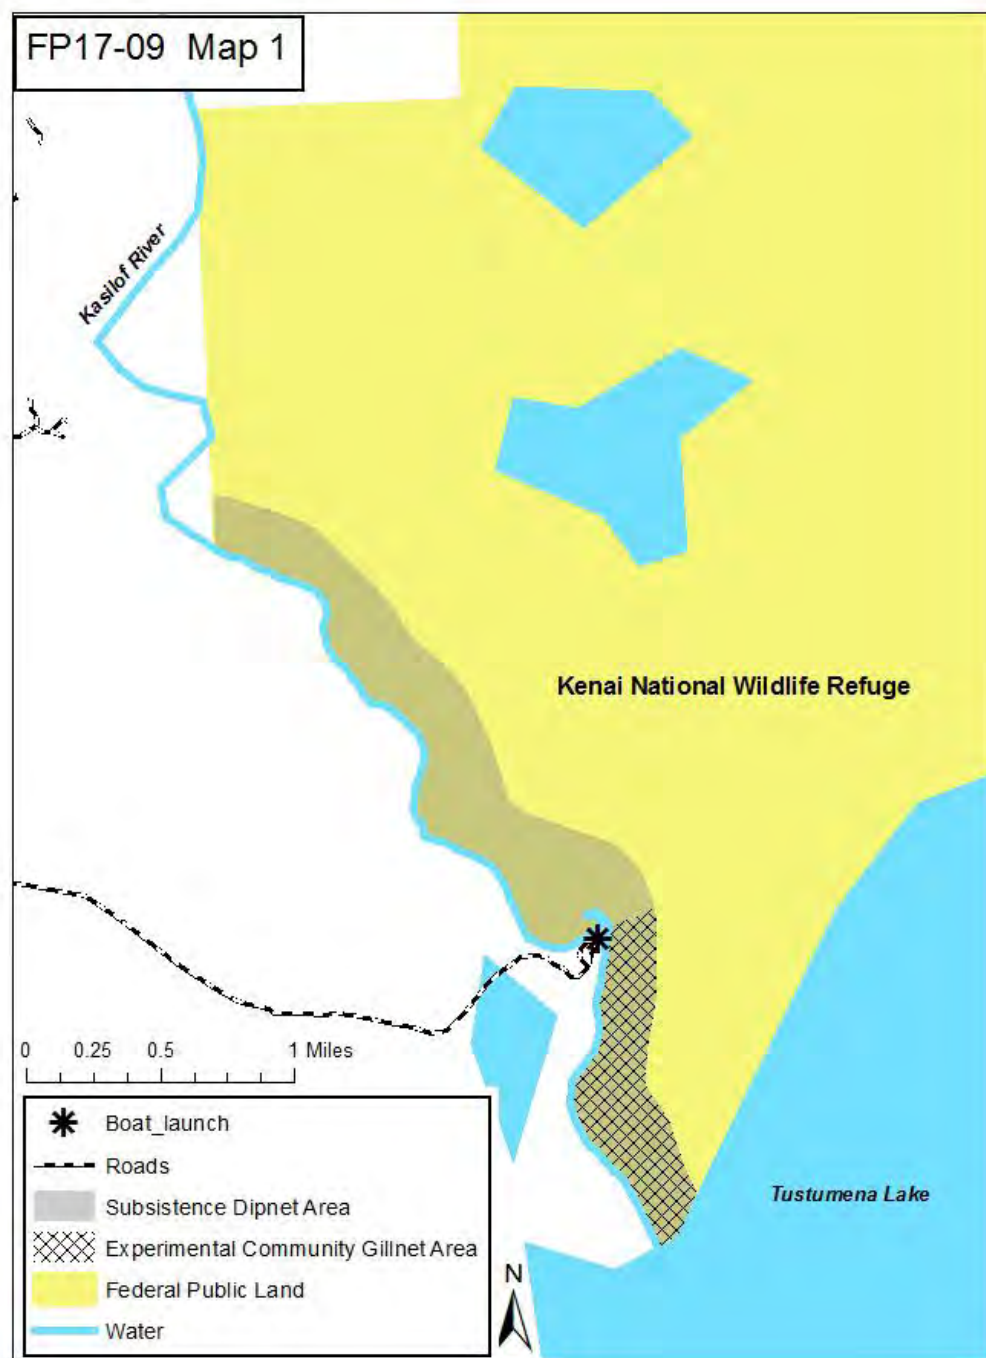 FP17-09  Map 1
Kasilof River
Kenai National Wildlife Refuge
0 0.25 0.5 1 Miles
Boat_launch
Roads
Subsistence Dipnet Area
Experimental Community Gillnet Area
Federal Public Land
Water
N
Tustumena Lake